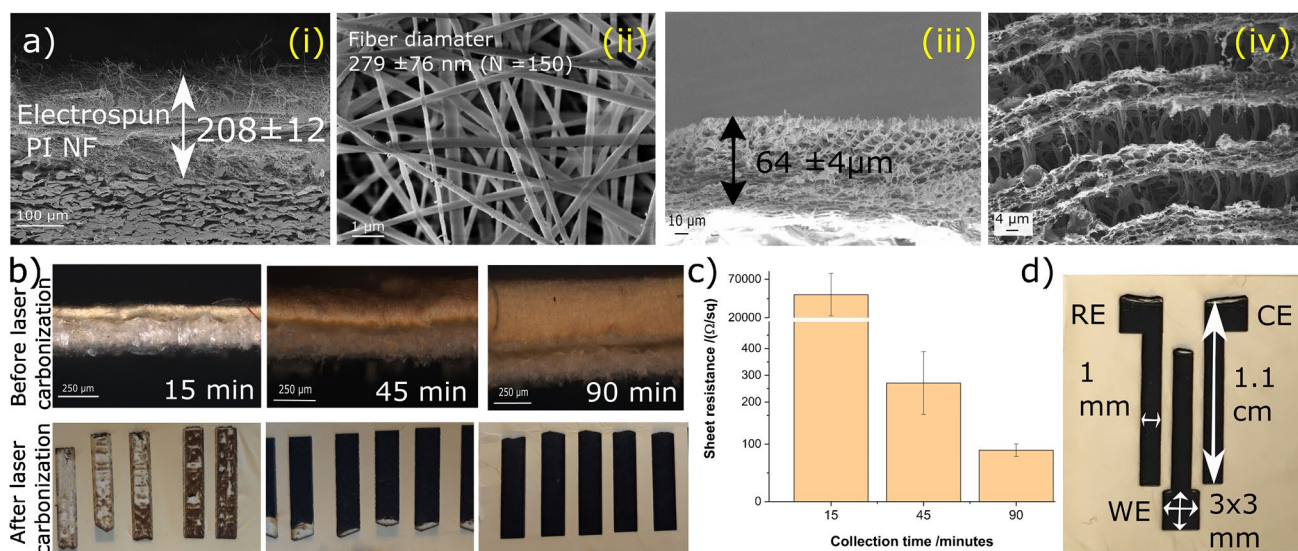 a)
(i)
Electrospun
PI NF
208±12
100 µm
Fiber diamater
279 ±76 nm (N =150)
(ii)
1 µm
(iii)
64 ±4µm
10 µm
(iv)
4 µm
b)
Before laser
carbonization
250 µm
15 min
250 µm
45 min
250 µm
90 min
After laser
carbonization
c)
Sheet resistance /(Ω/sq)
70000
20000
400
300
200
100
0
15
45
90
Collection time /minutes
d)
RE
CE
1
mm
1.1
cm
WE
3x3
mm